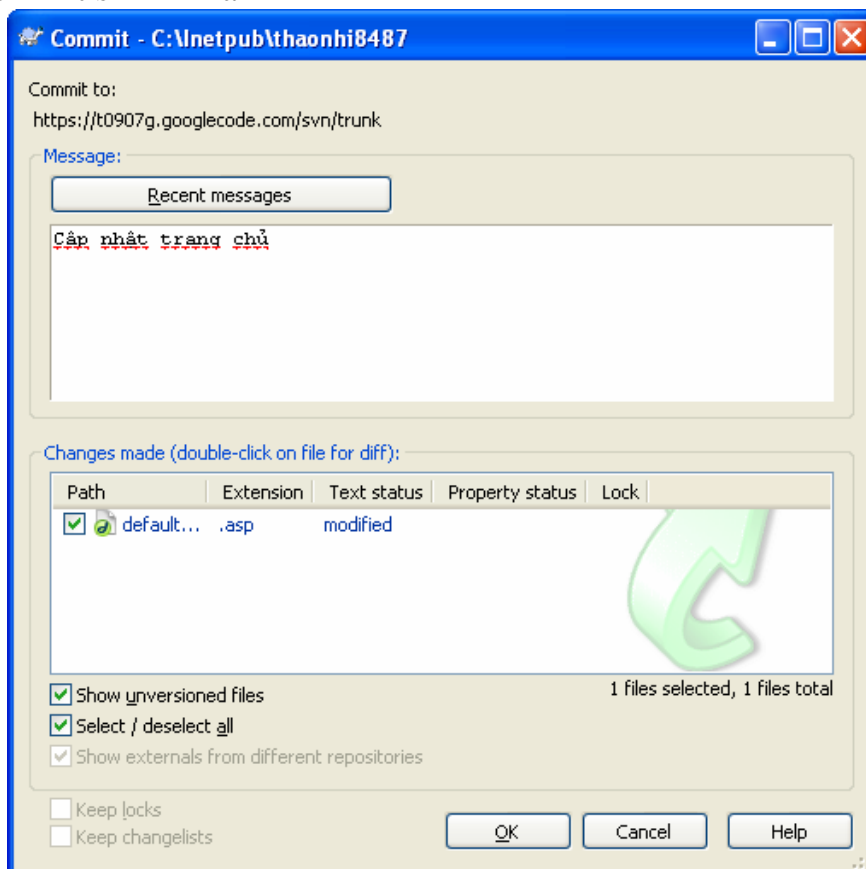 Commit - C:\Inetpub\thaonhi8487
Commit to:
https://t0907g.googlecode.com/svn/trunk
Message:
Recent messages
Câp nhât trang chủ
Changes made (double-click on file for diff):
Path Extension Text status Property status Lock
default... .asp modified
Show unversioned files
1 files selected, 1 files total
Select / deselect all
Show externals from different repositories
Keep locks
Keep changelists
OK Cancel Help